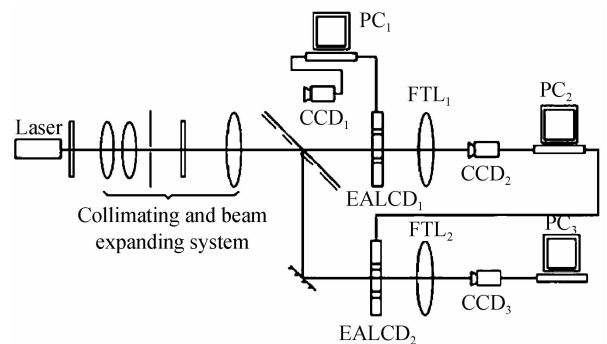 PC₁
CCD₁
FTL₁
PC₂
Laser
CCD₂
EALCD₁
Collimating and beam
expanding system
FTL₂
PC₃
CCD₃
EALCD₂